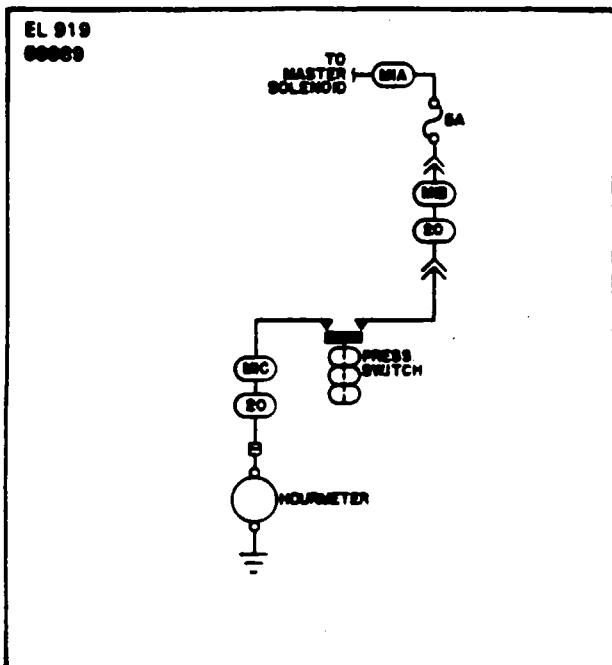 EL 919
TO
MASTER
SOLENOID
MIA
5A
MIB
20
PRESS
SWITCH
MIC
20
HOURMETER